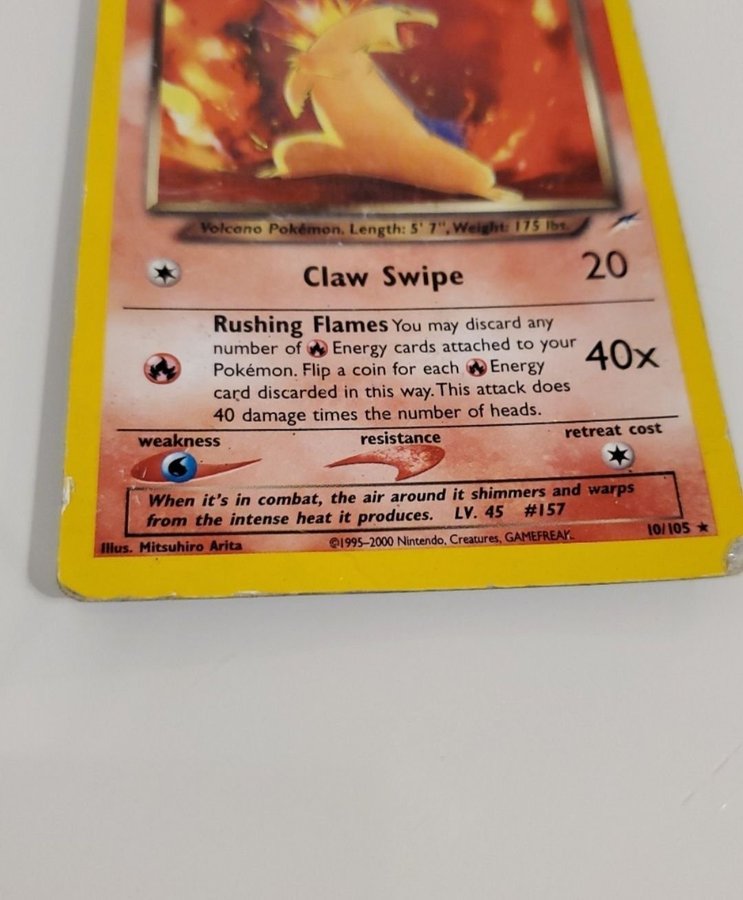 Volcano Pokémon. Length: 5' 7", Weight: 175 lbs.
Claw Swipe 20
Rushing Flames You may discard any
number of Energy cards attached to your
Pokémon. Flip a coin for each Energy
card discarded in this way. This attack does
40 damage times the number of heads.
40x
weakness resistance retreat cost
When it's in combat, the air around it shimmers and warps
from the intense heat it produces. LV. 45 #157
Illus. Mitsuhiro Arita ©1995–2000 Nintendo, Creatures, GAMEFREAK. 10/105 ★